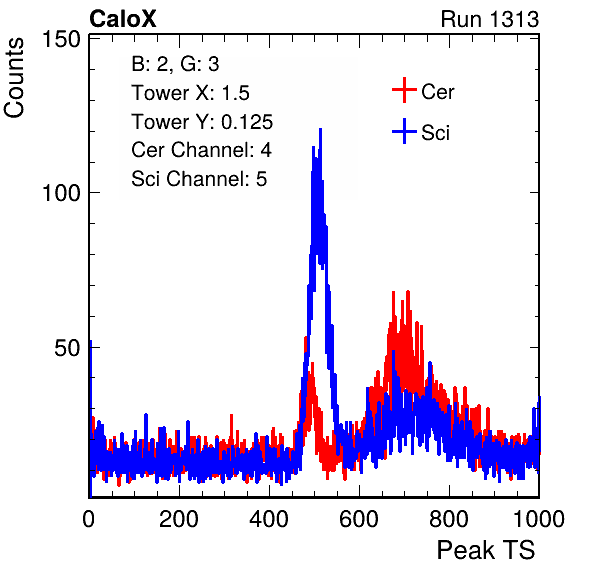 CaloX Run 1313
Counts
150
100
50
B: 2, G: 3
Tower X: 1.5
Tower Y: 0.125
Cer Channel: 4
Sci Channel: 5
Cer
Sci
0 200 400 600 800 1000
Peak TS